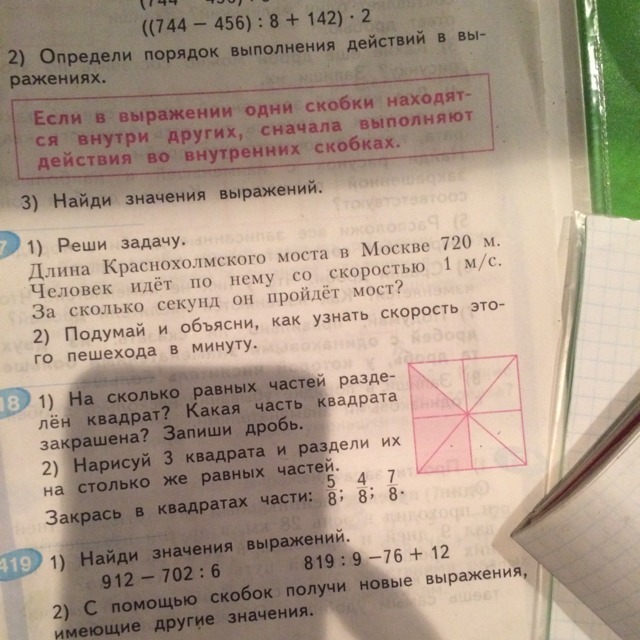 ((744 − 456) : 8 + 142) · 2
2) Определи порядок выполнения действий в вы-
ражениях.
Если в выражении одни скобки находят-
ся внутри других, сначала выполняют
действия во внутренних скобках.
3) Найди значения выражений.
7 1) Реши задачу.
Длина Краснохолмского моста в Москве 720 м.
Человек идёт по нему со скоростью 1 м/с.
За сколько секунд он пройдёт мост?
2) Подумай и объясни, как узнать скорость это-
го пешехода в минуту.
18 1) На сколько равных частей разде-
лён квадрат? Какая часть квадрата
закрашена? Запиши дробь.
2) Нарисуй 3 квадрата и раздели их
на столько же равных частей.
Закрась в квадратах части: 5/8; 4/8; 7/8.
419 1) Найди значения выражений.
912 − 702 : 6 819 : 9 − 76 + 12
2) С помощью скобок получи новые выражения,
имеющие другие значения.